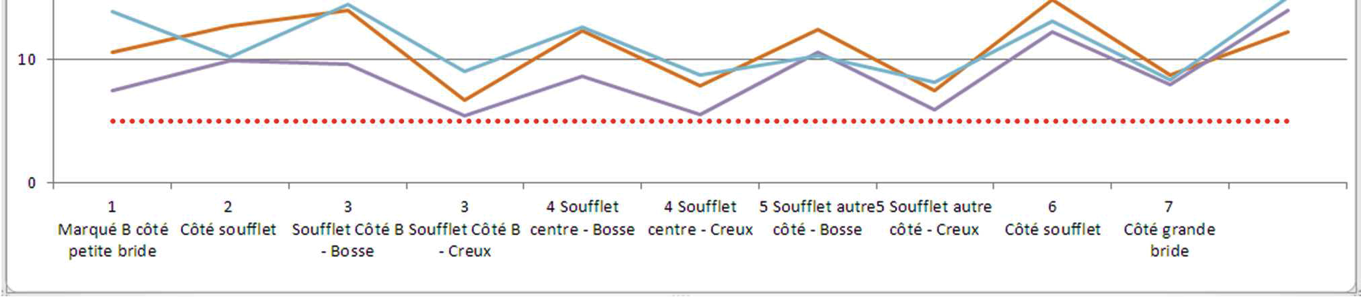 10
0
1
Marqué B côté
petite bride
2
Côté soufflet
3
Soufflet Côté B
- Bosse
3
Soufflet Côté B
- Creux
4 Soufflet
centre - Bosse
4 Soufflet
centre - Creux
5 Soufflet autre
côté - Bosse
5 Soufflet autre
côté - Creux
6
Côté soufflet
7
Côté grande
bride